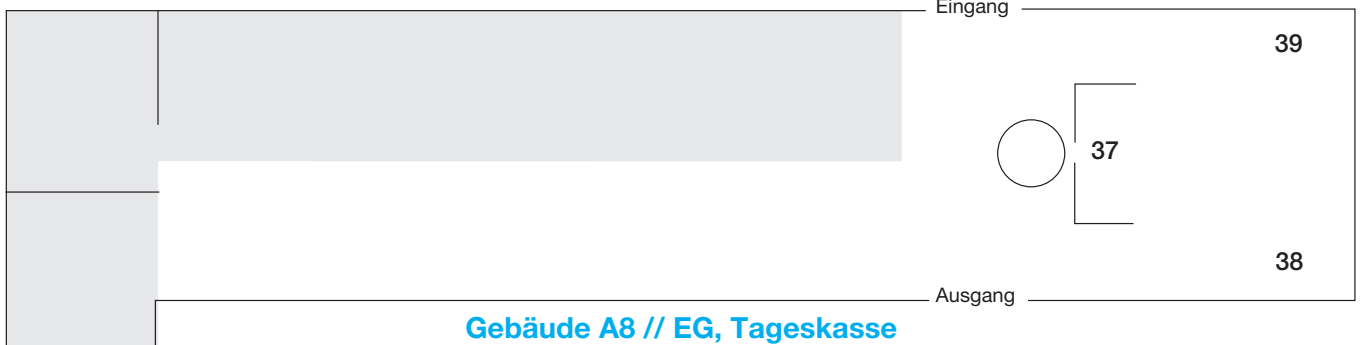 Eingang
39
37
38
Ausgang
Gebäude A8 // EG, Tageskasse